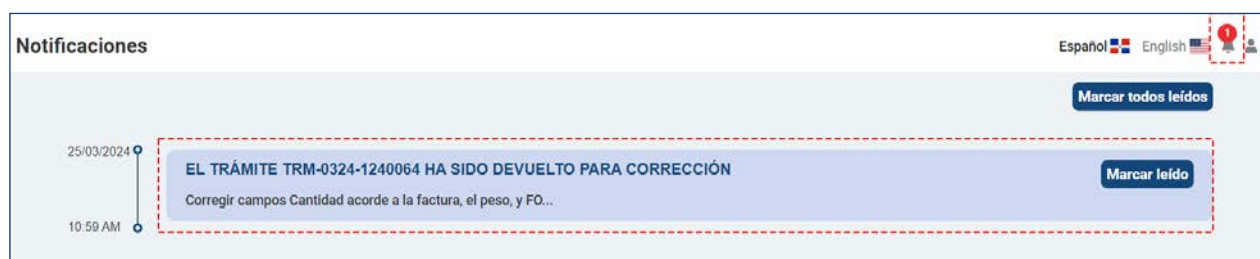 Notificaciones
Español English 1
Marcar todos leídos
25/03/2024
EL TRÁMITE TRM-0324-1240064 HA SIDO DEVUELTO PARA CORRECCIÓN
Marcar leído
Corregir campos Cantidad acorde a la factura, el peso, y FO...
10:59 AM